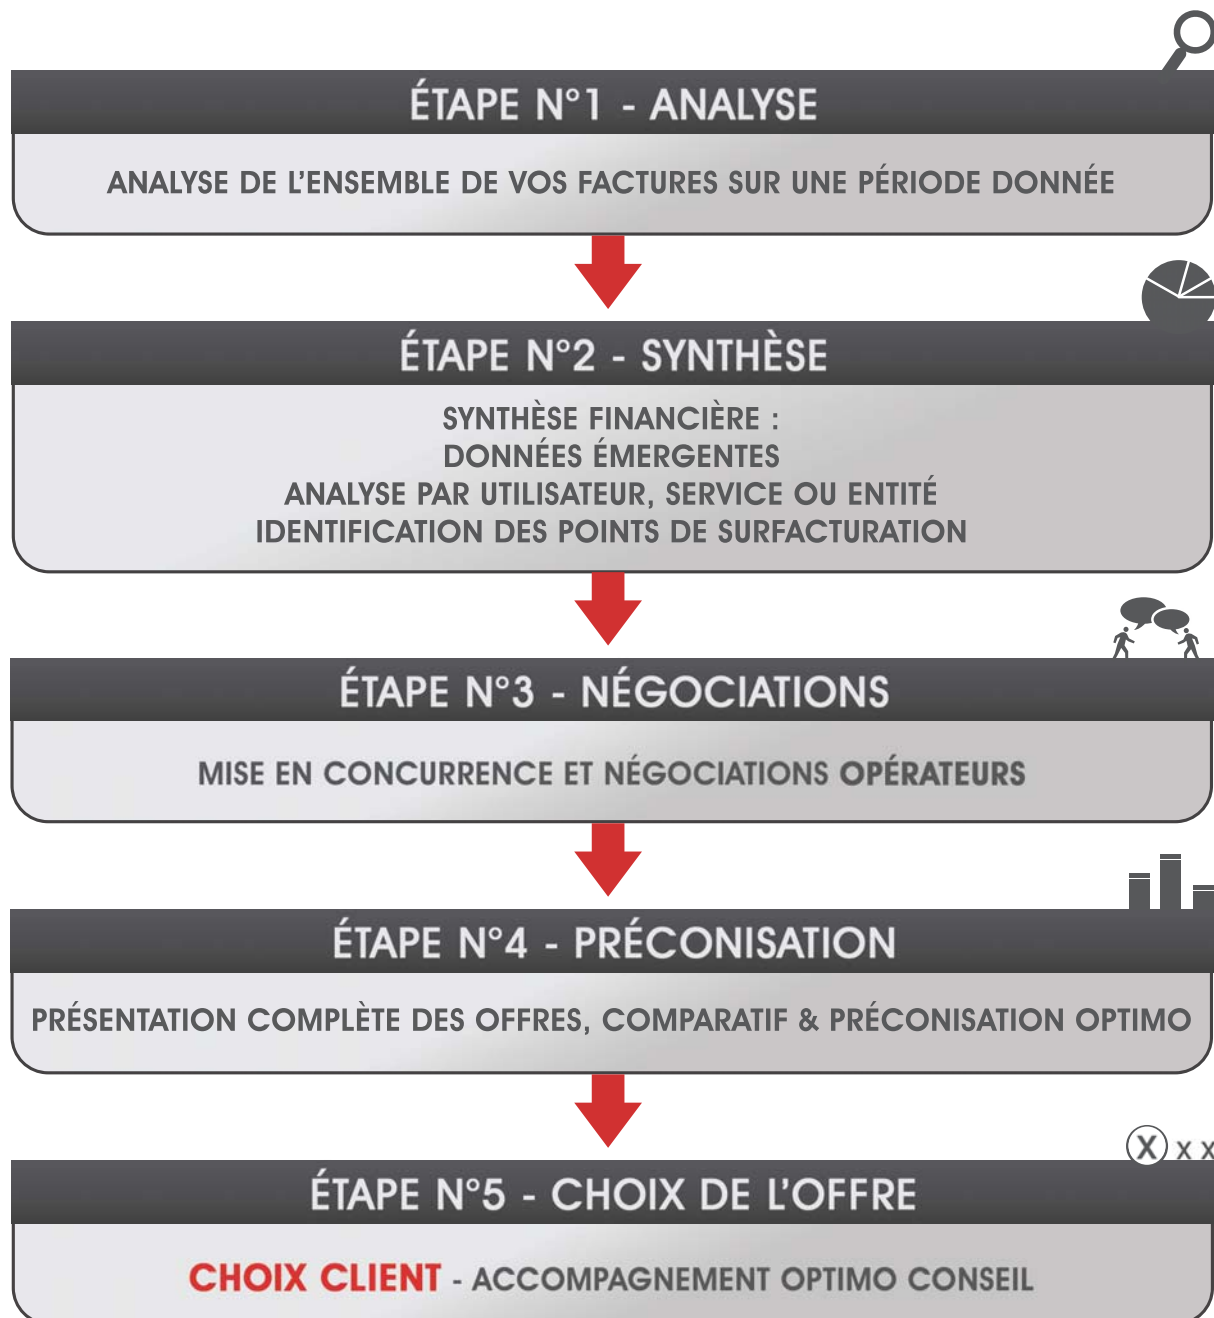 ÉTAPE N°1 - ANALYSE
ANALYSE DE L'ENSEMBLE DE VOS FACTURES SUR UNE PÉRIODE DONNÉE
ÉTAPE N°2 - SYNTHÈSE
SYNTHÈSE FINANCIÈRE :
DONNÉES ÉMERGENTES
ANALYSE PAR UTILISATEUR, SERVICE OU ENTITÉ
IDENTIFICATION DES POINTS DE SURFACTURATION
ÉTAPE N°3 - NÉGOCIATIONS
MISE EN CONCURRENCE ET NÉGOCIATIONS OPÉRATEURS
ÉTAPE N°4 - PRÉCONISATION
PRÉSENTATION COMPLÈTE DES OFFRES, COMPARATIF & PRÉCONISATION OPTIMO
X X X
ÉTAPE N°5 - CHOIX DE L'OFFRE
CHOIX CLIENT - ACCOMPAGNEMENT OPTIMO CONSEIL